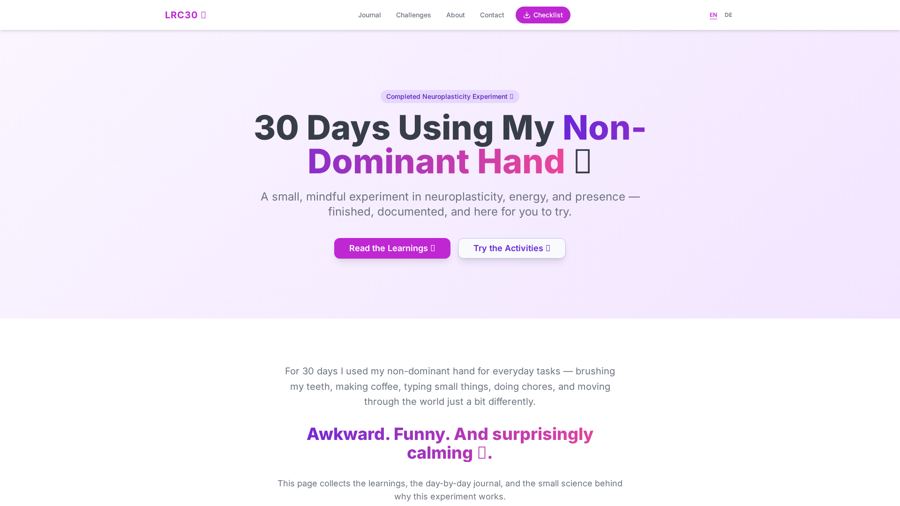 LRC30
Journal
Challenges
About
Contact
Checklist
EN
DE
Completed Neuroplasticity Experiment
30 Days Using My Non-
Dominant Hand
A small, mindful experiment in neuroplasticity, energy, and presence —
finished, documented, and here for you to try.
Read the Learnings
Try the Activities
For 30 days I used my non-dominant hand for everyday tasks — brushing
my teeth, making coffee, typing small things, doing chores, and moving
through the world just a bit differently.
Awkward. Funny. And surprisingly
calming .
This page collects the learnings, the day-by-day journal, and the small science behind
why this experiment works.